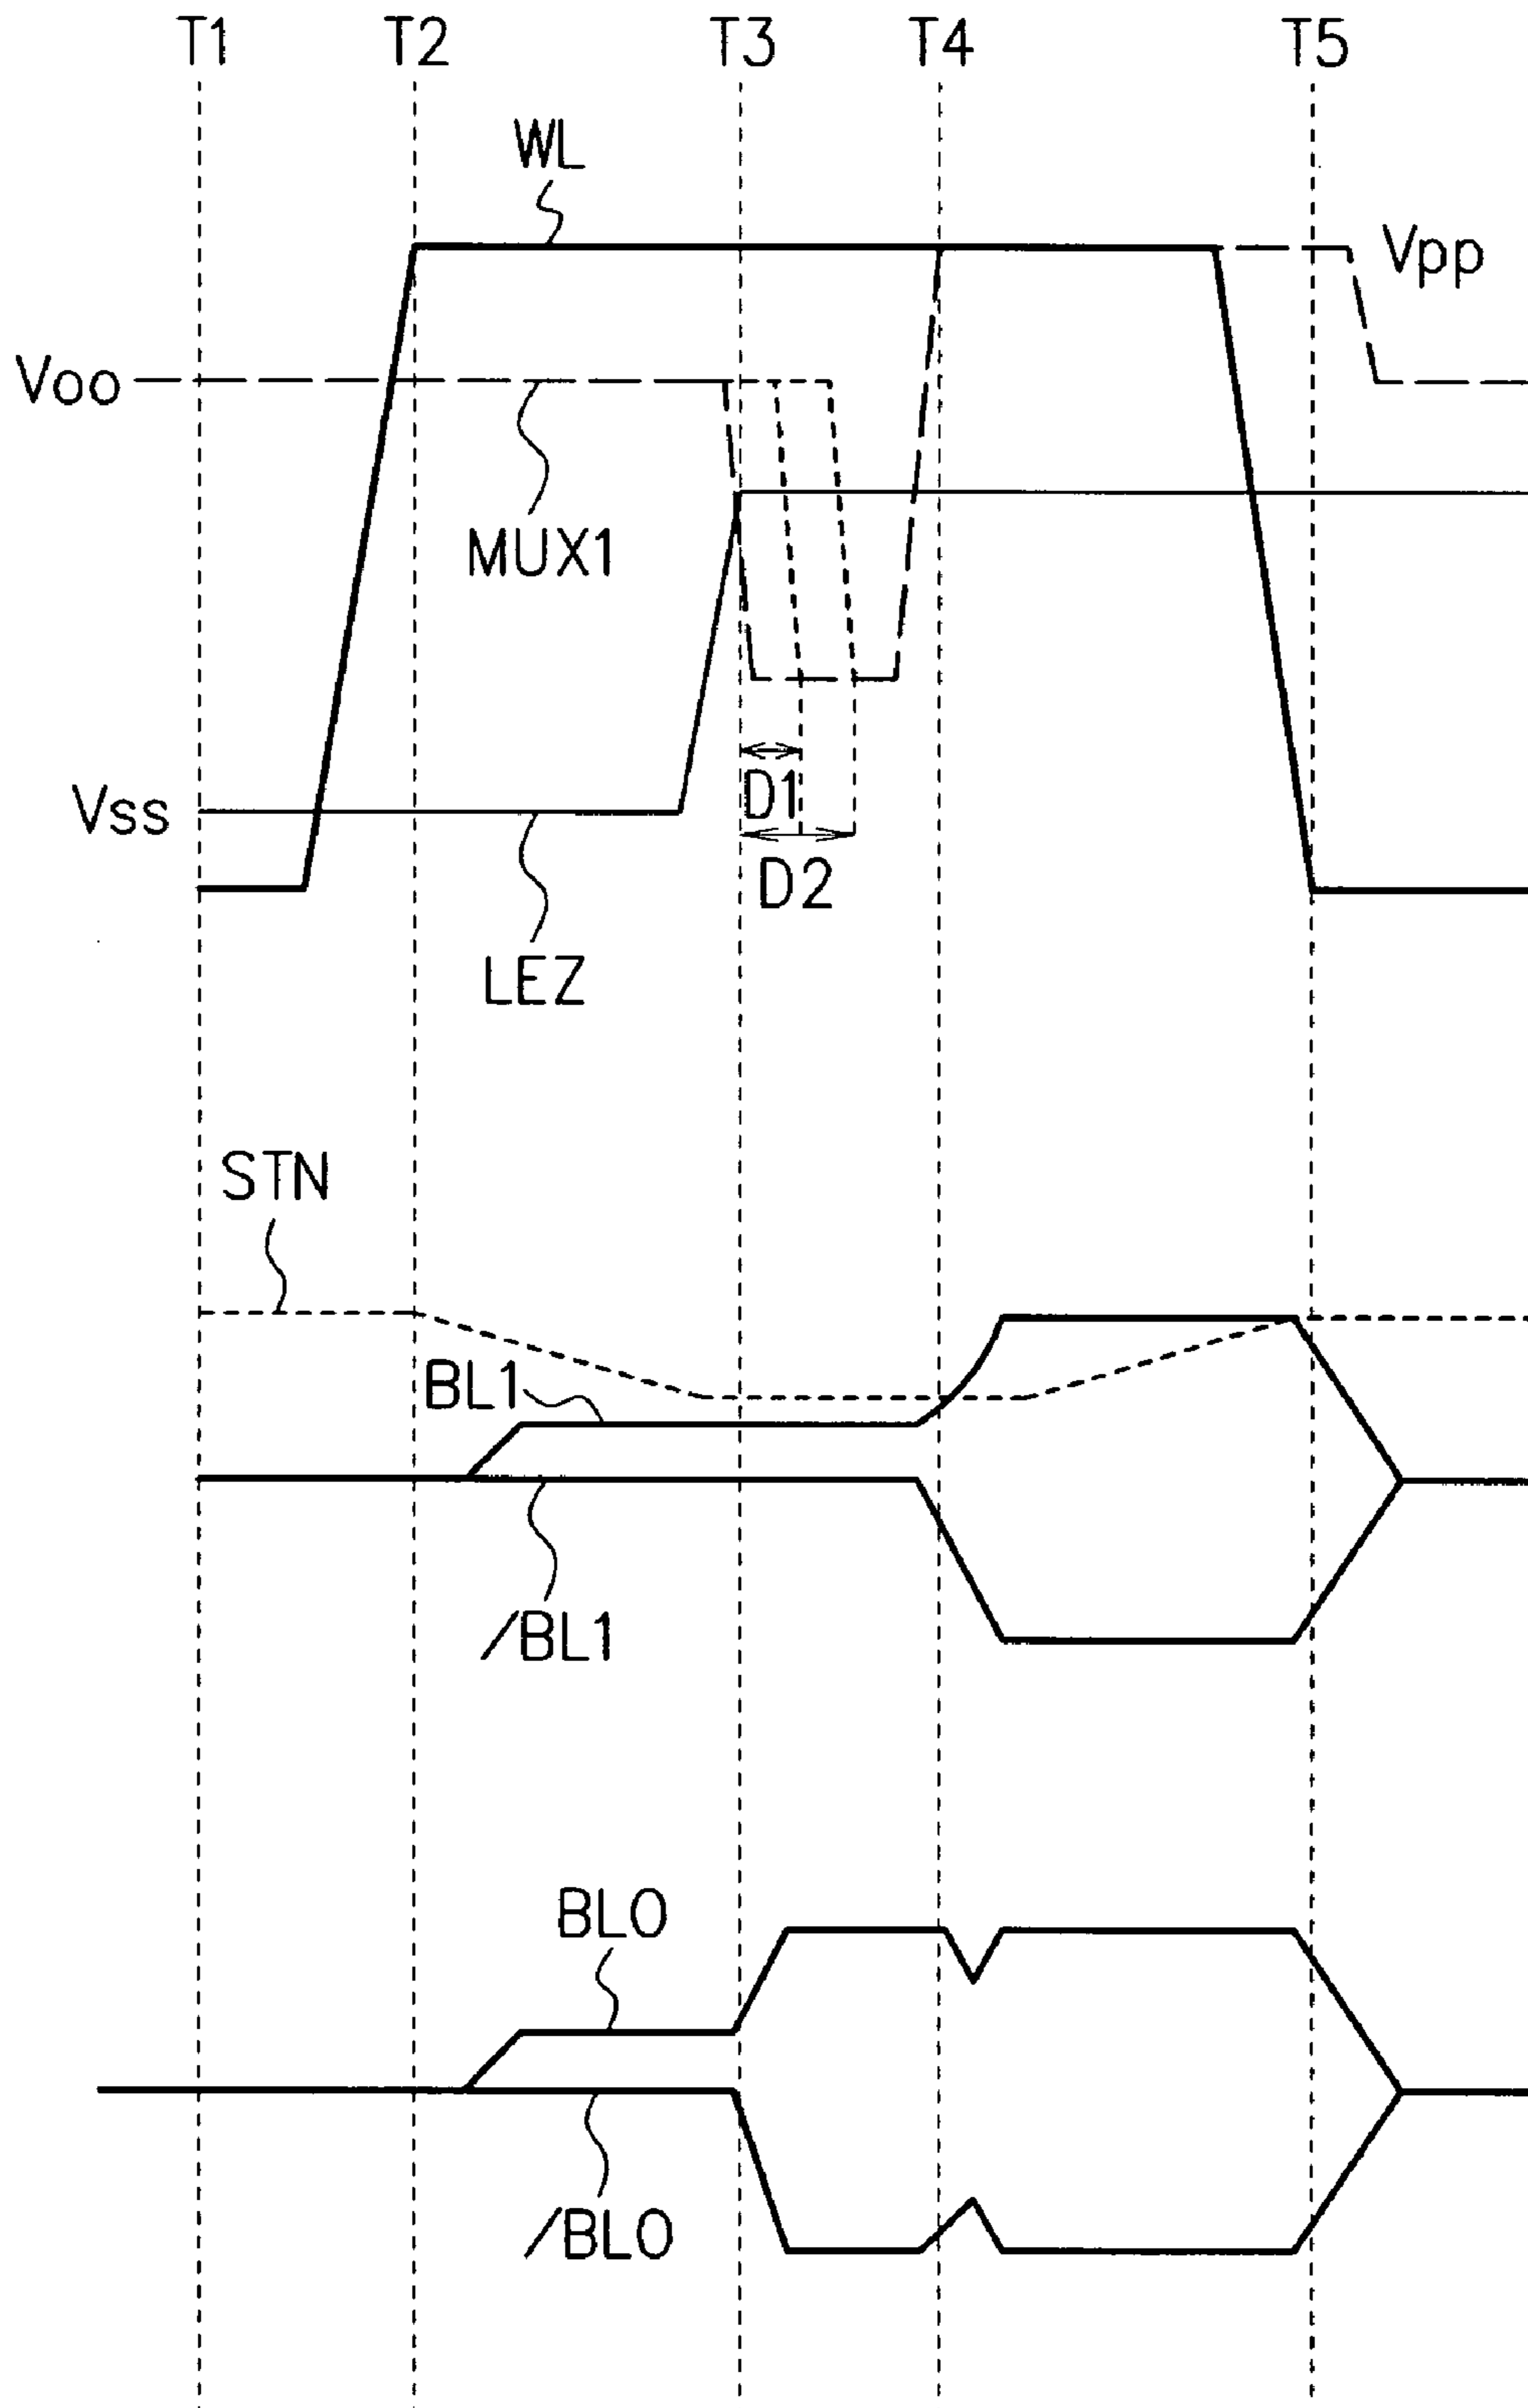 T1 T2 T3 T4 T5
WL
Vpp
Voo
MUX1
Vss
D1
D2
LEZ
STN
BL1
/BL1
BL0
/BL0